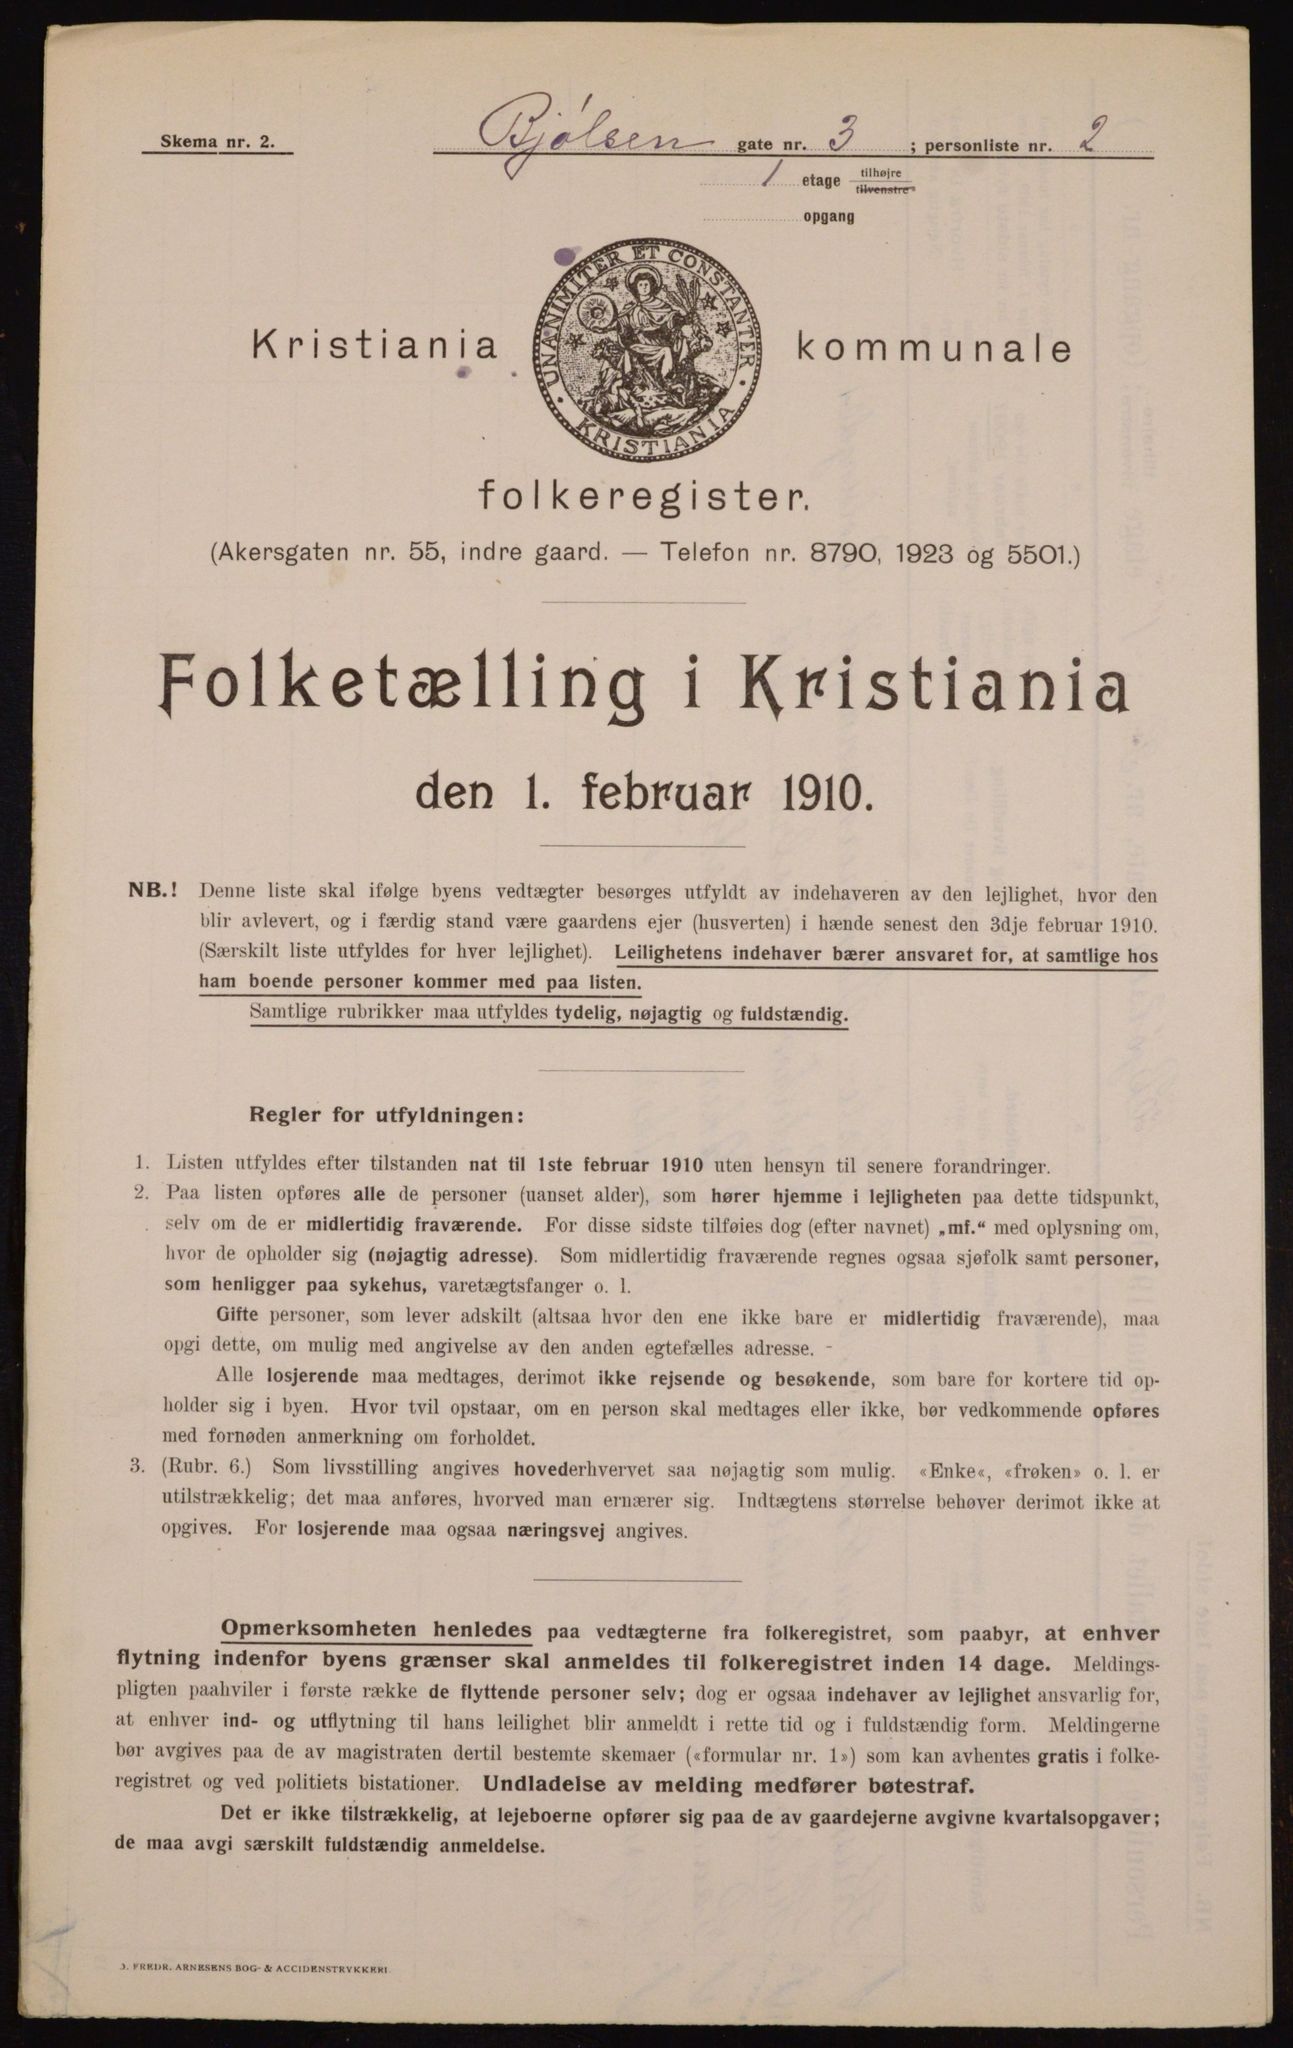 Skema nr. 2.
Bjølsen gate nr. 3 ; personliste nr. 2
1 etage tilhøjre
tilvenstre
opgang
UNANIMITER ET CONSTANTER
KRISTIANIA
Kristiania kommunale
folkeregister.
(Akersgaten nr. 55, indre gaard. — Telefon nr. 8790, 1923 og 5501.)
Folketælling i Kristiania
den 1. februar 1910.
NB.! Denne liste skal ifølge byens vedtægter besørges utfyldt av indehaveren av den lejlighet, hvor den
blir avlevert, og i færdig stand være gaardens ejer (husverten) i hænde senest den 3dje februar 1910.
(Særskilt liste utfyldes for hver lejlighet). Leilighetens indehaver bærer ansvaret for, at samtlige hos
ham boende personer kommer med paa listen.
Samtlige rubrikker maa utfyldes tydelig, nøjagtig og fuldstændig.
Regler for utfyldningen:
1. Listen utfyldes efter tilstanden nat til 1ste februar 1910 uten hensyn til senere forandringer.
2. Paa listen opføres alle de personer (uanset alder), som hører hjemme i lejligheten paa dette tidspunkt,
selv om de er midlertidig fraværende. For disse sidste tilføies dog (efter navnet) „mf.“ med oplysning om,
hvor de opholder sig (nøjagtig adresse). Som midlertidig fraværende regnes ogsaa sjøfolk samt personer,
som henligger paa sykehus, varetægtsfanger o. l.
Gifte personer, som lever adskilt (altsaa hvor den ene ikke bare er midlertidig fraværende), maa
opgi dette, om mulig med angivelse av den anden egtefælles adresse.
Alle losjerende maa medtages, derimot ikke rejsende og besøkende, som bare for kortere tid op-
holder sig i byen. Hvor tvil opstaar, om en person skal medtages eller ikke, bør vedkommende opføres
med fornøden anmerkning om forholdet.
3. (Rubr. 6.) Som livsstilling angives hovederhvervet saa nøjagtig som mulig. «Enke«, «frøken» o. l. er
utilstrækkelig; det maa anføres, hvorved man ernærer sig. Indtægtens størrelse behøver derimot ikke at
opgives. For losjerende maa ogsaa næringsvej angives.
Opmerksomheten henledes paa vedtægterne fra folkeregistret, som paabyr, at enhver
flytning indenfor byens grænser skal anmeldes til folkeregistret inden 14 dage. Meldings-
pligten paahviler i første række de flyttende personer selv; dog er ogsaa indehaver av lejlighet ansvarlig for,
at enhver ind- og utflytning til hans leilighet blir anmeldt i rette tid og i fuldstændig form. Meldingerne
bør avgives paa de av magistraten dertil bestemte skemaer («formular nr. 1») som kan avhentes gratis i folke-
registret og ved politiets bistationer. Undladelse av melding medfører bøtestraf.
Det er ikke tilstrækkelig, at lejeboerne opfører sig paa de av gaardejerne avgivne kvartalsopgaver;
de maa avgi særskilt fuldstændig anmeldelse.
J. FREDR. ARNESENS BOG- & ACCIDENSTRYKKERI.